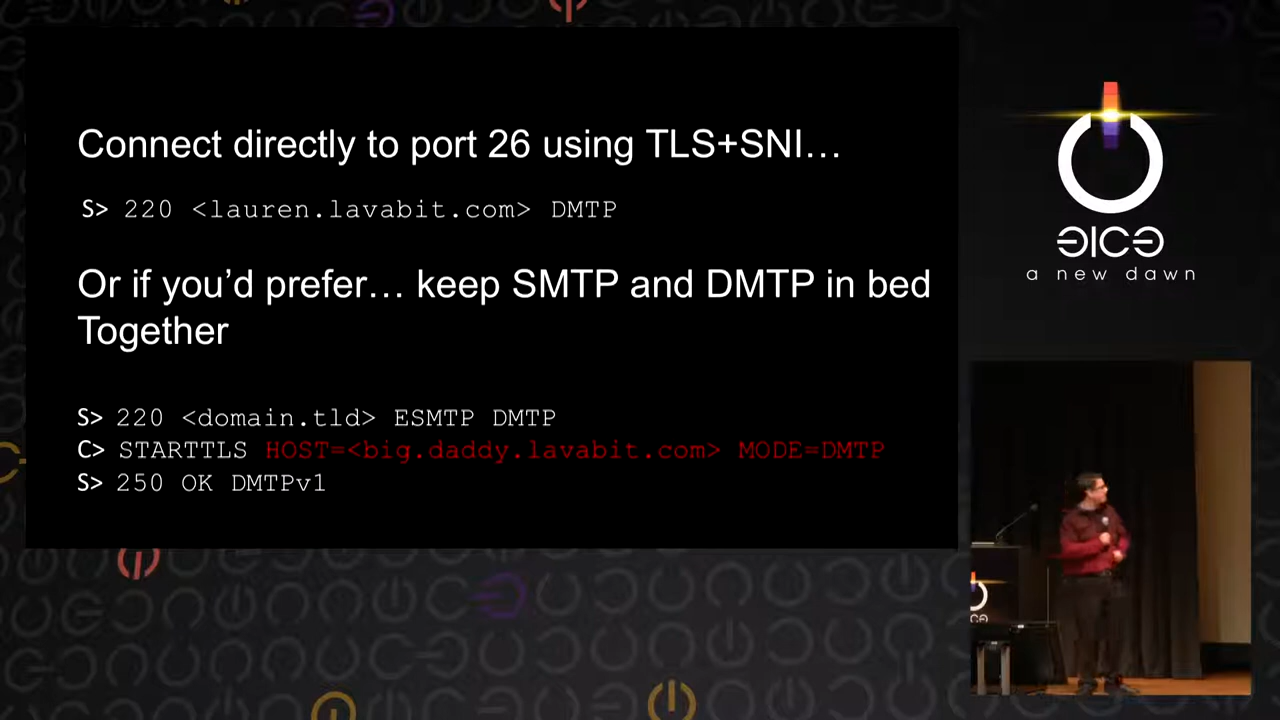 Connect directly to port 26 using TLS+SNI…
S> 220 <lauren.lavabit.com> DMTP
Or if you’d prefer… keep SMTP and DMTP in bed
Together
S> 220 <domain.tld> ESMTP DMTP
C> STARTTLS HOST=<big.daddy.lavabit.com> MODE=DMTP
S> 250 OK DMTPv1
a new dawn